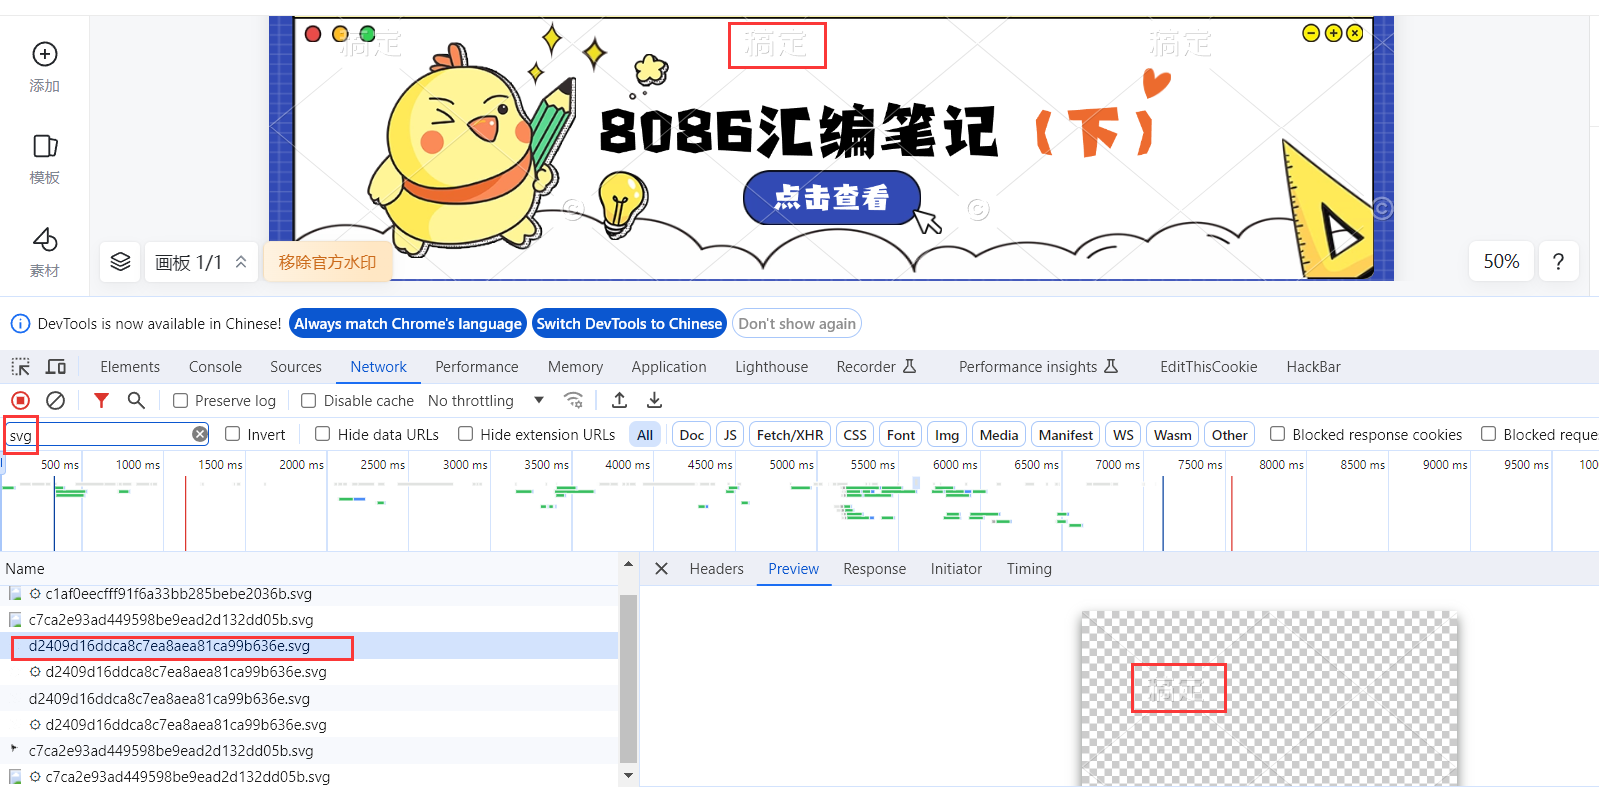 搞定
搞定
搞定
添加
8086汇编笔记（下）
模板
点击查看
©
©
©
素材
画板 1/1
移除官方水印
50%
?
DevTools is now available in Chinese!
Always match Chrome's language
Switch DevTools to Chinese
Don't show again
Elements
Console
Sources
Network
Performance
Memory
Application
Lighthouse
Recorder
Performance insights
EditThisCookie
HackBar
Preserve log
Disable cache
No throttling
svg
Invert
Hide data URLs
Hide extension URLs
All
Doc
JS
Fetch/XHR
CSS
Font
Img
Media
Manifest
WS
Wasm
Other
Blocked response cookies
Blocked reque
500 ms
1000 ms
1500 ms
2000 ms
2500 ms
3000 ms
3500 ms
4000 ms
4500 ms
5000 ms
5500 ms
6000 ms
6500 ms
7000 ms
7500 ms
8000 ms
8500 ms
9000 ms
9500 ms
100
Name
Headers
Preview
Response
Initiator
Timing
c1af0eecfff91f6a33bb285bebe2036b.svg
c7ca2e93ad449598be9ead2d132dd05b.svg
d2409d16ddca8c7ea8aea81ca99b636e.svg
d2409d16ddca8c7ea8aea81ca99b636e.svg
搞定
d2409d16ddca8c7ea8aea81ca99b636e.svg
d2409d16ddca8c7ea8aea81ca99b636e.svg
c7ca2e93ad449598be9ead2d132dd05b.svg
c7ca2e93ad449598be9ead2d132dd05b.svg